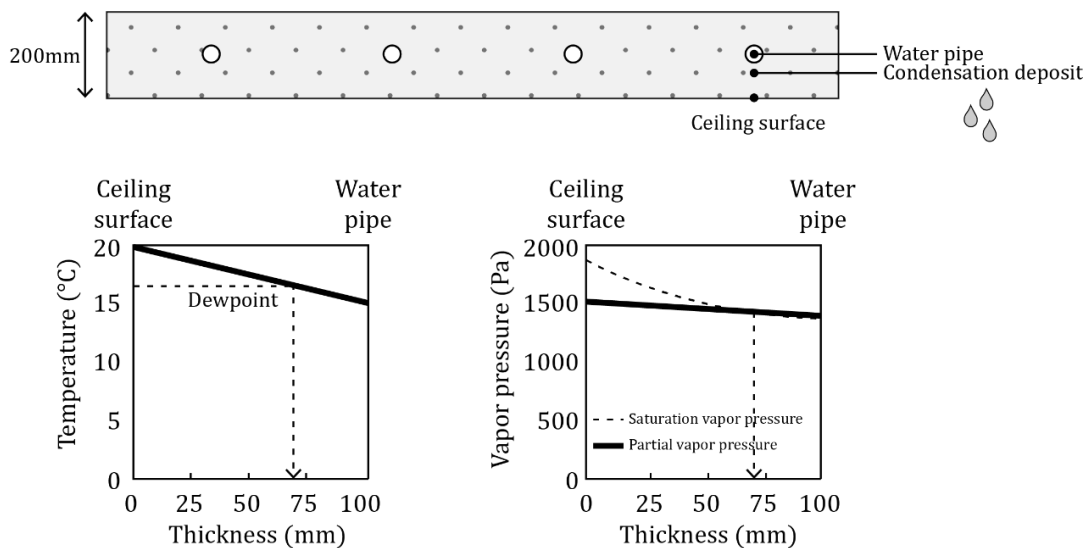 200mm
Water pipe
Condensation deposit
Ceiling surface
Ceiling
surface
Water
pipe
Temperature (°C)
20
15
10
5
0
Dewpoint
0 25 50 75 100
Thickness (mm)
Ceiling
surface
Water
pipe
Vapor pressure (Pa)
2000
1500
1000
500
0
Saturation vapor pressure
Partial vapor pressure
0 25 50 75 100
Thickness (mm)